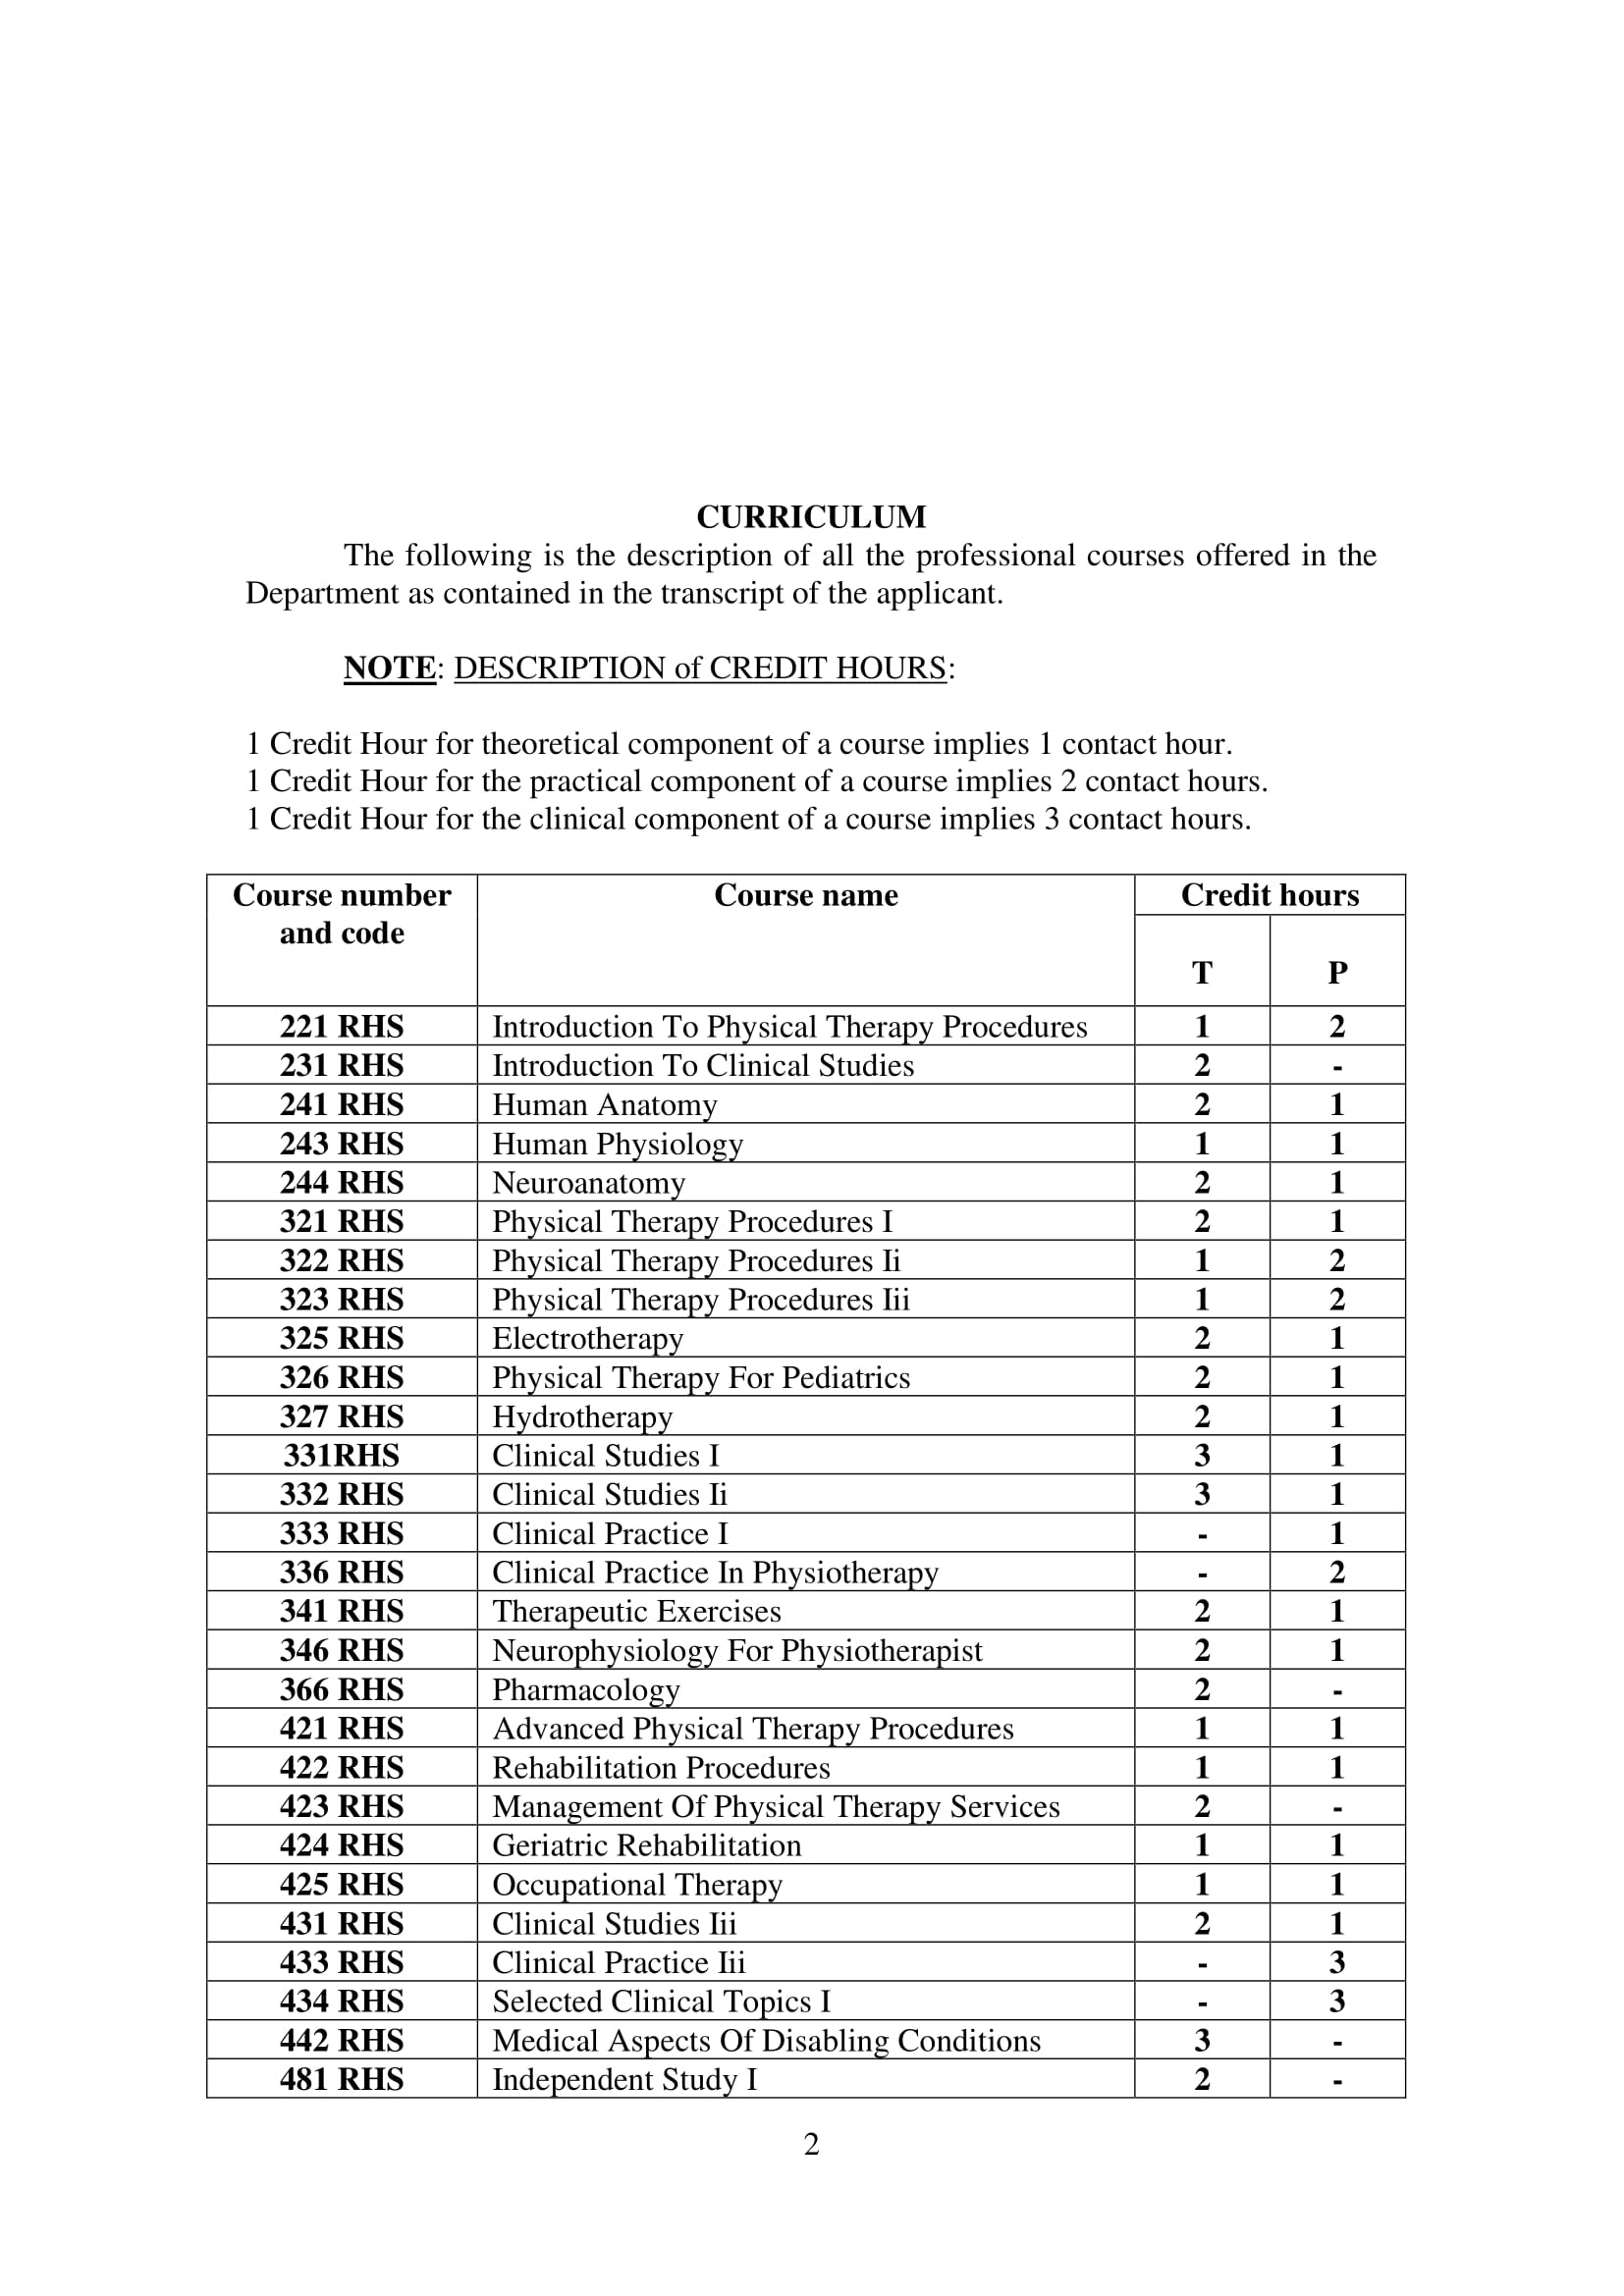 CURRICULUM
The following is the description of all the professional courses offered in the
Department as contained in the transcript of the applicant.
NOTE: DESCRIPTION of CREDIT HOURS:
1 Credit Hour for theoretical component of a course implies 1 contact hour.
1 Credit Hour for the practical component of a course implies 2 contact hours.
1 Credit Hour for the clinical component of a course implies 3 contact hours.
Course number and code Course name Credit hours
T P
221 RHS Introduction To Physical Therapy Procedures 1 2
231 RHS Introduction To Clinical Studies 2 -
241 RHS Human Anatomy 2 1
243 RHS Human Physiology 1 1
244 RHS Neuroanatomy 2 1
321 RHS Physical Therapy Procedures I 2 1
322 RHS Physical Therapy Procedures Ii 1 2
323 RHS Physical Therapy Procedures Iii 1 2
325 RHS Electrotherapy 2 1
326 RHS Physical Therapy For Pediatrics 2 1
327 RHS Hydrotherapy 2 1
331RHS Clinical Studies I 3 1
332 RHS Clinical Studies Ii 3 1
333 RHS Clinical Practice I - 1
336 RHS Clinical Practice In Physiotherapy - 2
341 RHS Therapeutic Exercises 2 1
346 RHS Neurophysiology For Physiotherapist 2 1
366 RHS Pharmacology 2 -
421 RHS Advanced Physical Therapy Procedures 1 1
422 RHS Rehabilitation Procedures 1 1
423 RHS Management Of Physical Therapy Services 2 -
424 RHS Geriatric Rehabilitation 1 1
425 RHS Occupational Therapy 1 1
431 RHS Clinical Studies Iii 2 1
433 RHS Clinical Practice Iii - 3
434 RHS Selected Clinical Topics I - 3
442 RHS Medical Aspects Of Disabling Conditions 3 -
481 RHS Independent Study I 2 -
2